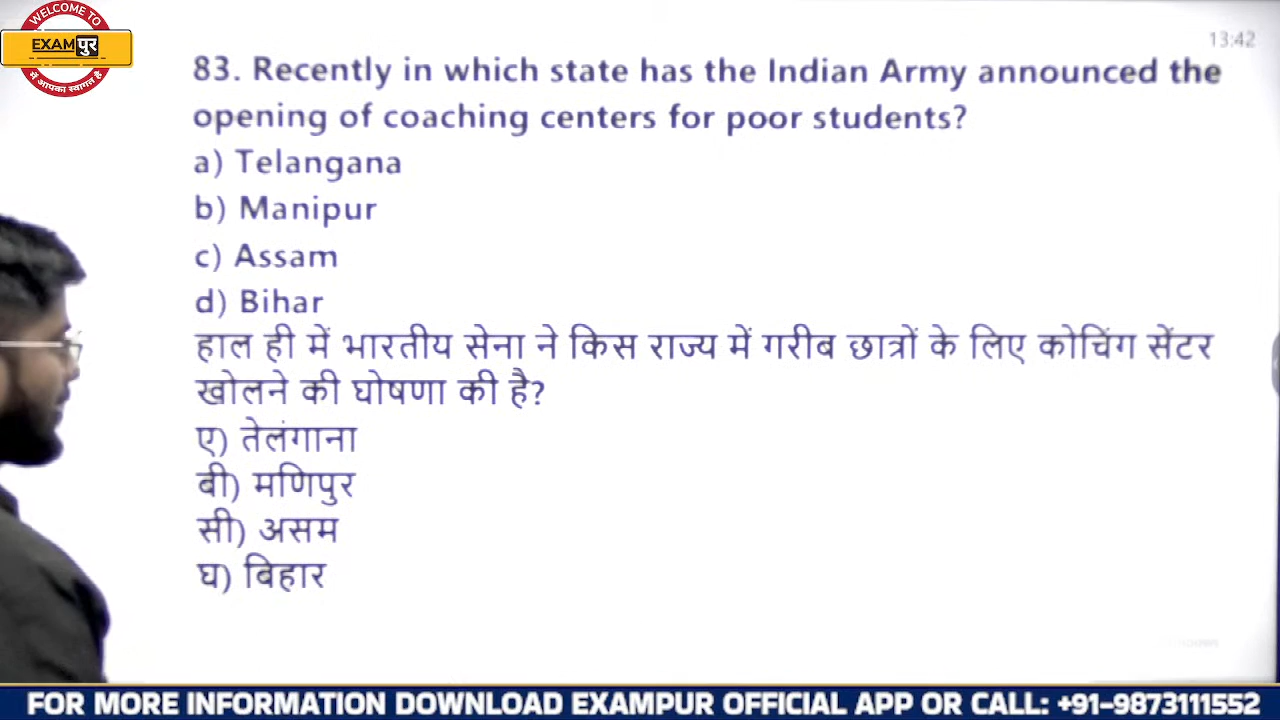 WELCOME TO
EXAMपुर
में आपका स्वागत है
13:42
83. Recently in which state has the Indian Army announced the
opening of coaching centers for poor students?
a) Telangana
b) Manipur
c) Assam
d) Bihar
हाल ही में भारतीय सेना ने किस राज्य में गरीब छात्रों के लिए कोचिंग सेंटर
खोलने की घोषणा की है?
ए) तेलंगाना
बी) मणिपुर
सी) असम
घ) बिहार
FOR MORE INFORMATION DOWNLOAD EXAMPUR OFFICIAL APP OR CALL: +91-9873111552